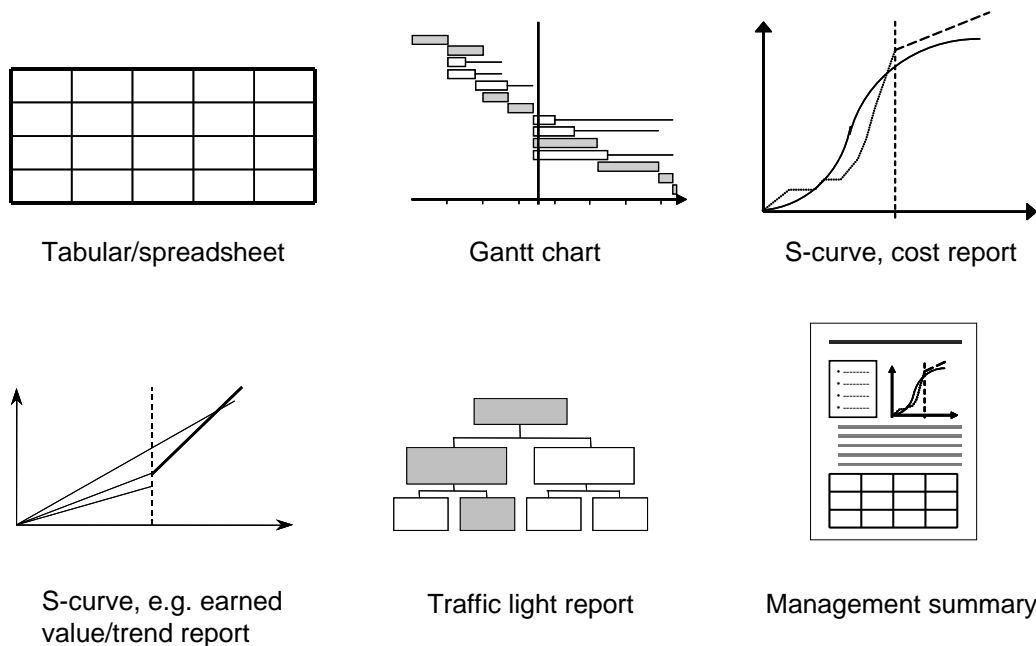 Tabular/spreadsheet
Gantt chart
S-curve, cost report
S-curve, e.g. earned
value/trend report
Traffic light report
Management summary